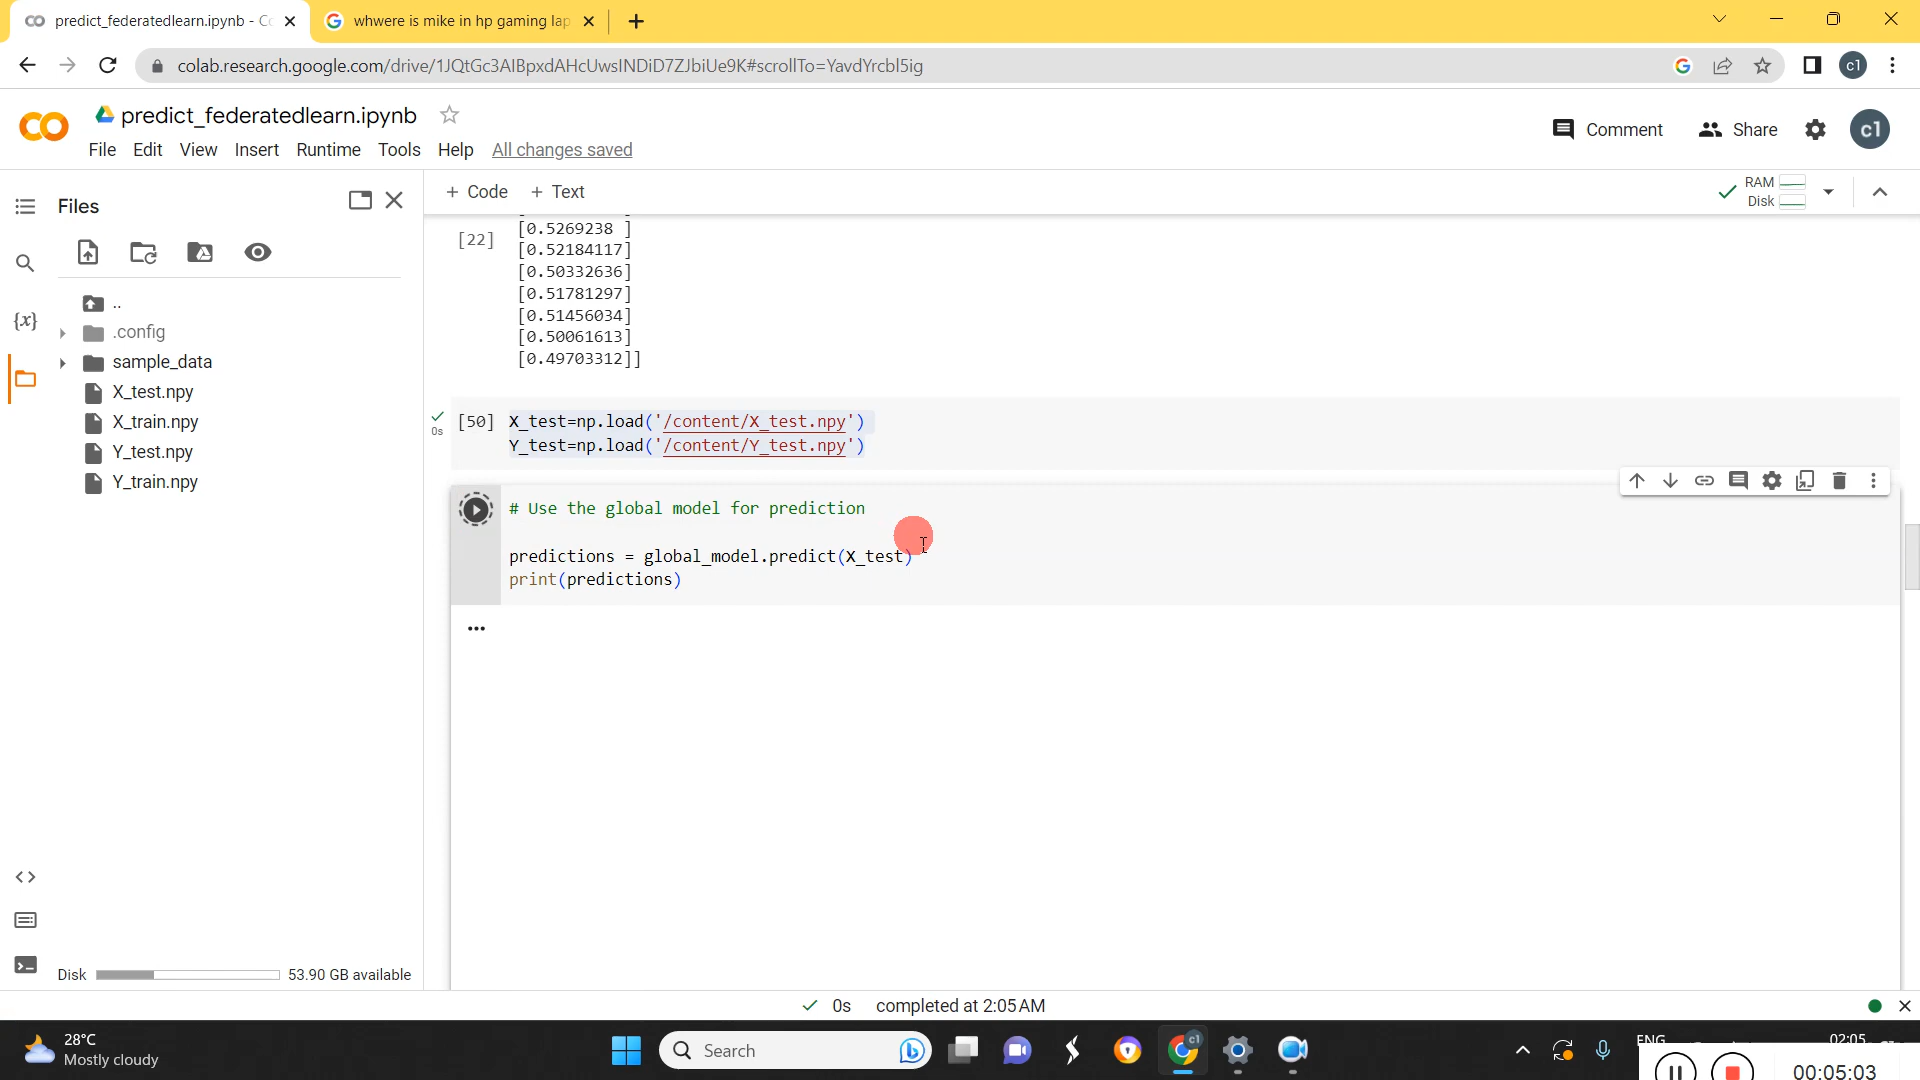 predict_federatedlearn.ipynb - Co
whwere is mike in hp gaming lap
colab.research.google.com/drive/1JQtGc3AIBpxdAHcUwsINDiD7ZJbiUe9K#scrollTo=YavdYrcbl5ig
c1
predict_federatedlearn.ipynb
File Edit View Insert Runtime Tools Help All changes saved
Comment Share c1
Files
+ Code + Text
RAM
Disk
..
.config
sample_data
X_test.npy
X_train.npy
Y_test.npy
Y_train.npy
{x}
[22]
[0.5269238 ]
[0.52184117]
[0.50332636]
[0.51781297]
[0.51456034]
[0.50061613]
[0.49703312]]
0s
[50] X_test=np.load('/content/X_test.npy')
Y_test=np.load('/content/Y_test.npy')
# Use the global model for prediction
predictions = global_model.predict(X_test)
print(predictions)
...
Disk 53.90 GB available
0s completed at 2:05 AM
28°C
Mostly cloudy
Search
c1
ENG
02:05
00:05:03